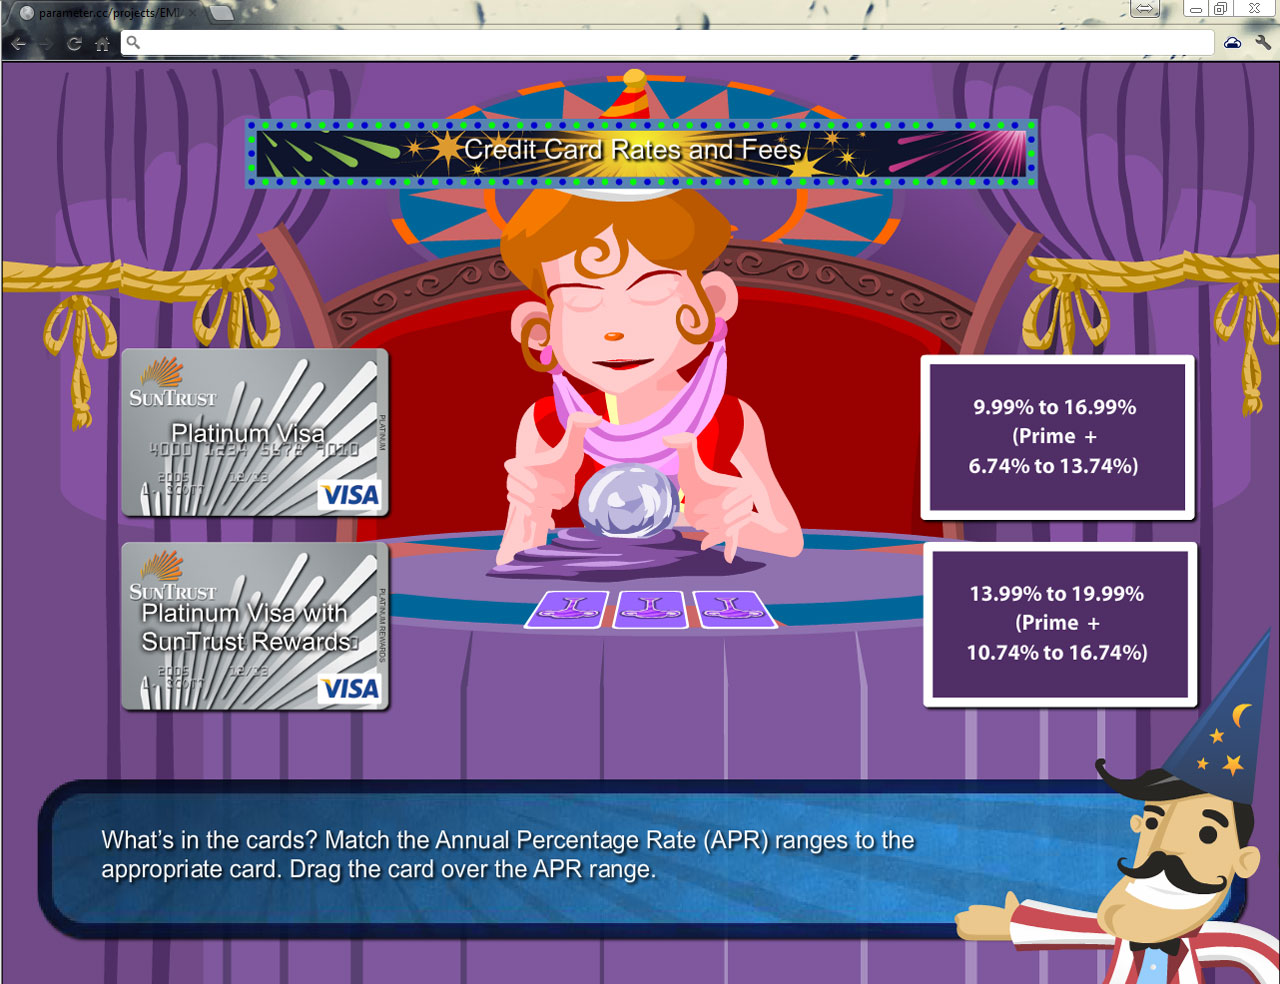 parameter.cc/projects/EMI
Credit Card Rates and Fees
SUNTRUST
Platinum Visa
4000 1234 5678 9010
2005 12/23
L. SCOTT
VISA
PLATINUM
9.99% to 16.99%
(Prime +
6.74% to 13.74%)
SUNTRUST
Platinum Visa with
SunTrust Rewards
2005 12/23
L. SCOTT
VISA
PLATINUM REWARDS
13.99% to 19.99%
(Prime +
10.74% to 16.74%)
What's in the cards? Match the Annual Percentage Rate (APR) ranges to the
appropriate card. Drag the card over the APR range.